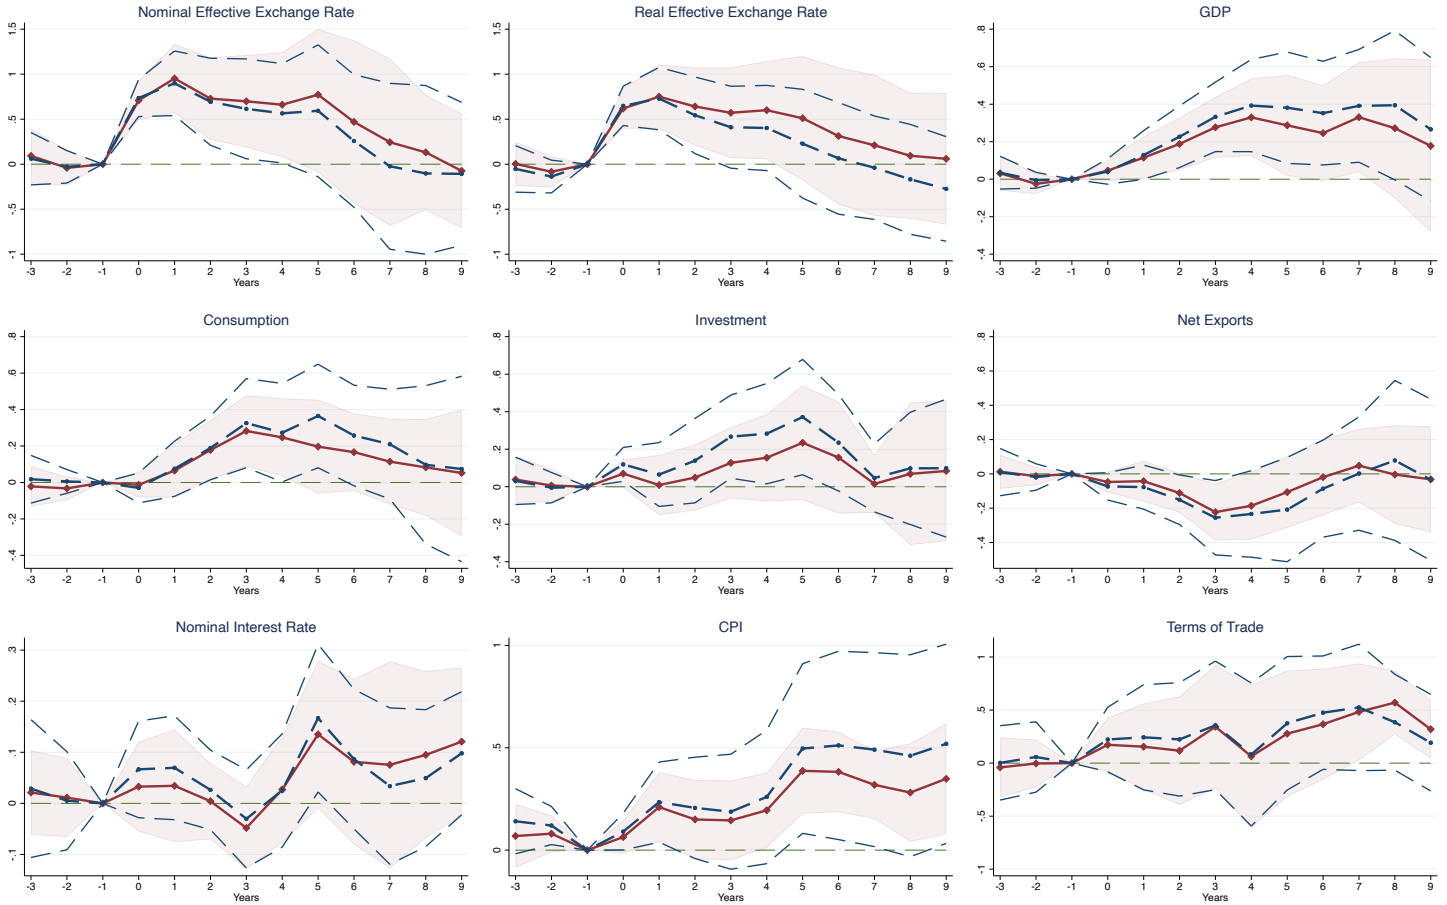 Nominal Effective Exchange Rate
1.5
1
.5
0
-.5
-1
-3 -2 -1 0 1 2 3 4 5 6 7 8 9
Years
Real Effective Exchange Rate
1.5
1
.5
0
-.5
-1
-3 -2 -1 0 1 2 3 4 5 6 7 8 9
Years
GDP
.8
.6
.4
.2
0
-.2
-.4
-3 -2 -1 0 1 2 3 4 5 6 7 8 9
Years
Consumption
.8
.6
.4
.2
0
-.2
-.4
-3 -2 -1 0 1 2 3 4 5 6 7 8 9
Years
Investment
.8
.6
.4
.2
0
-.2
-.4
-3 -2 -1 0 1 2 3 4 5 6 7 8 9
Years
Net Exports
.8
.6
.4
.2
0
-.2
-.4
-3 -2 -1 0 1 2 3 4 5 6 7 8 9
Years
Nominal Interest Rate
.3
.2
.1
0
-.1
-3 -2 -1 0 1 2 3 4 5 6 7 8 9
Years
CPI
1
.5
0
-3 -2 -1 0 1 2 3 4 5 6 7 8 9
Years
Terms of Trade
1
.5
0
-.5
-1
-3 -2 -1 0 1 2 3 4 5 6 7 8 9
Years